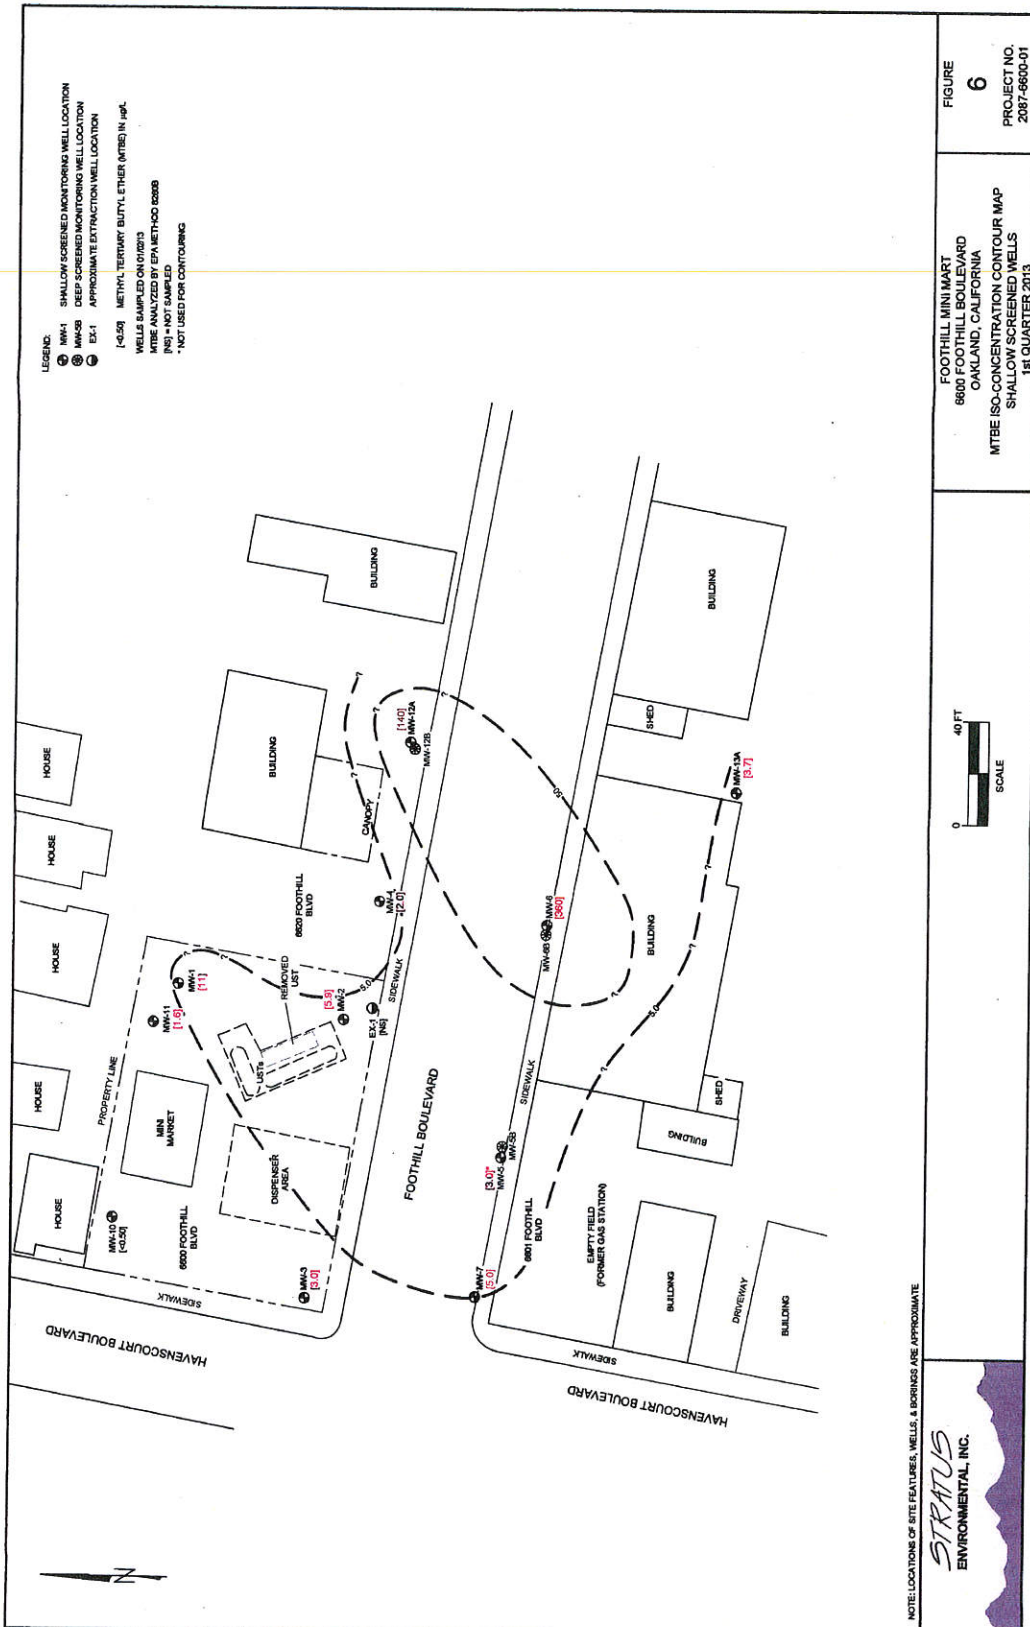 LEGEND:
MW-1 SHALLOW SCREENED MONITORING WELL LOCATION
MW-5B DEEP SCREENED MONITORING WELL LOCATION
EX-1 APPROXIMATE EXTRACTION WELL LOCATION
[<0.50] METHYL TERTIARY BUTYL ETHER (MTBE) IN µg/L
WELLS SAMPLED ON 01/02/13
MTBE ANALYZED BY EPA METHOD 8260B
[NS] = NOT SAMPLED
* NOT USED FOR CONTOURING
HOUSE
HOUSE
HOUSE
HOUSE
HOUSE
PROPERTY LINE
MW-10
[<0.50]
6600 FOOTHILL
BLVD
MINI
MARKET
MW-11
[1.6]
MW-1
[11]
DISPENSER
AREA
USTs
REMOVED
UST
[5.9]
MW-2
EX-1
[NS]
5.0
MW-3
[3.0]
6620 FOOTHILL
BLVD
MW-4
[2.0]
CANOPY
BUILDING
BUILDING
[140]
MW-12A
MW-12B
SIDEWALK
SIDEWALK
HAVENSCOURT BOULEVARD
FOOTHILL BOULEVARD
SIDEWALK
MW-7
[5.0]
[3.0]*
MW-5
MW-5B
MW-6B
MW-6
[360]
50
6601 FOOTHILL
BLVD
EMPTY FIELD
(FORMER GAS STATION)
BUILDING
BUILDING
SHED
BUILDING
5.0
SHED
BUILDING
MW-13A
[3.7]
DRIVEWAY
BUILDING
SIDEWALK
HAVENSCOURT BOULEVARD
N
?
?
?
?
?
?
?
?
?
?
?
?
NOTE: LOCATIONS OF SITE FEATURES, WELLS, & BORINGS ARE APPROXIMATE
STRATUS
ENVIRONMENTAL, INC.
0 40 FT
SCALE
FOOTHILL MINI MART
6600 FOOTHILL BOULEVARD
OAKLAND, CALIFORNIA
MTBE ISO-CONCENTRATION CONTOUR MAP
SHALLOW SCREENED WELLS
1st QUARTER 2013
FIGURE
6
PROJECT NO.
2087-6600-01